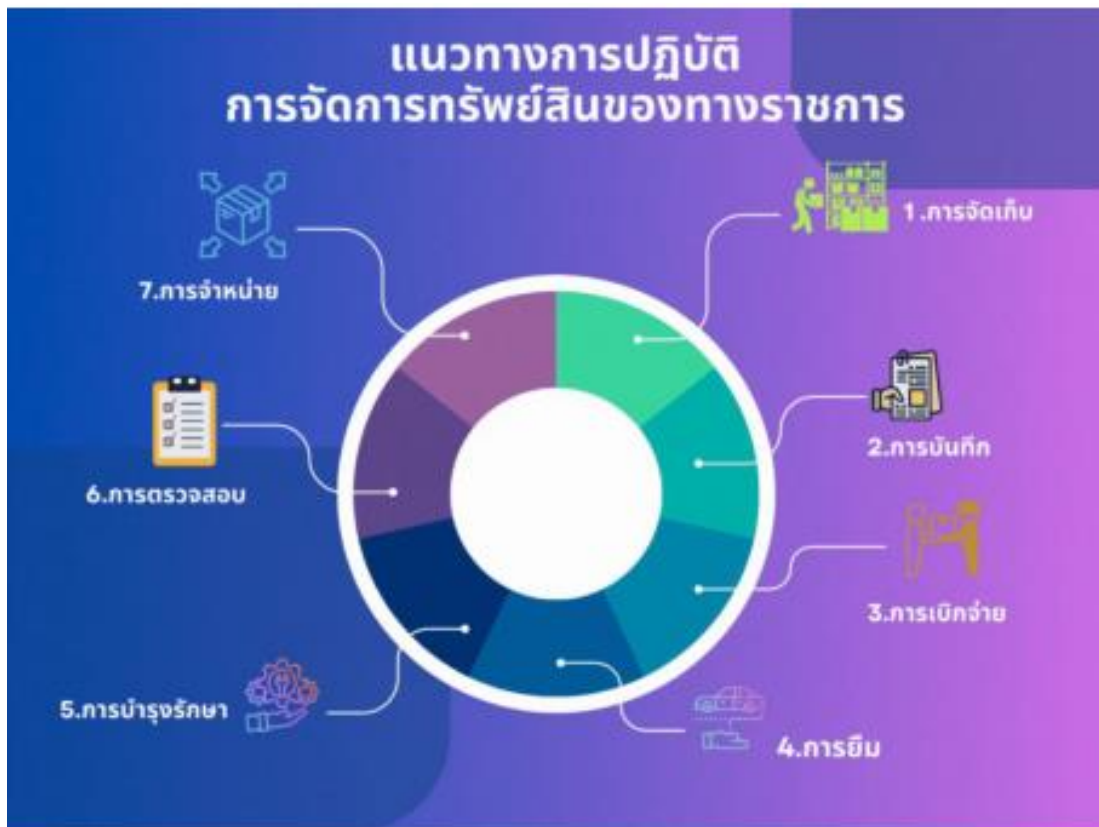 แนวทางการปฏิบัติ
การจัดการทรัพย์สินของทางราชการ
1.การจัดเก็บ
2.การบันทึก
3.การเบิกจ่าย
4.การยืม
5.การบำรุงรักษา
6.การตรวจสอบ
7.การจำหน่าย